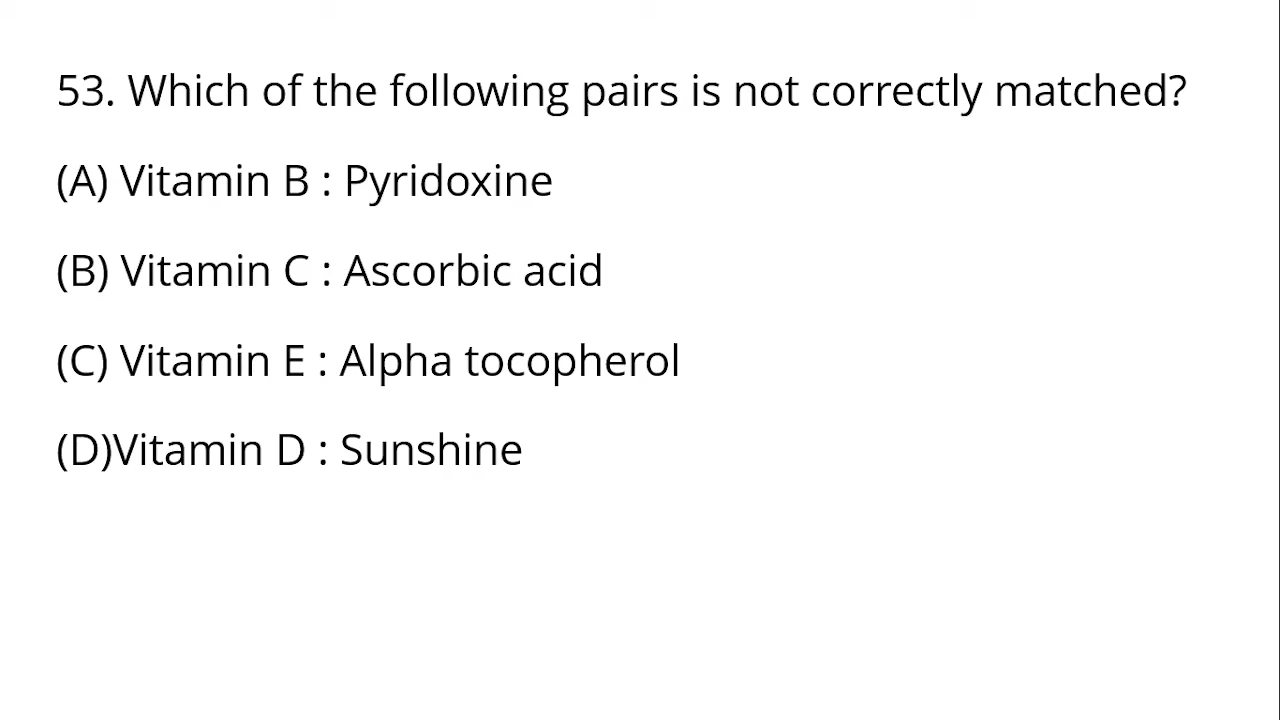 53. Which of the following pairs is not correctly matched?
(A) Vitamin B : Pyridoxine
(B) Vitamin C : Ascorbic acid
(C) Vitamin E : Alpha tocopherol
(D)Vitamin D : Sunshine